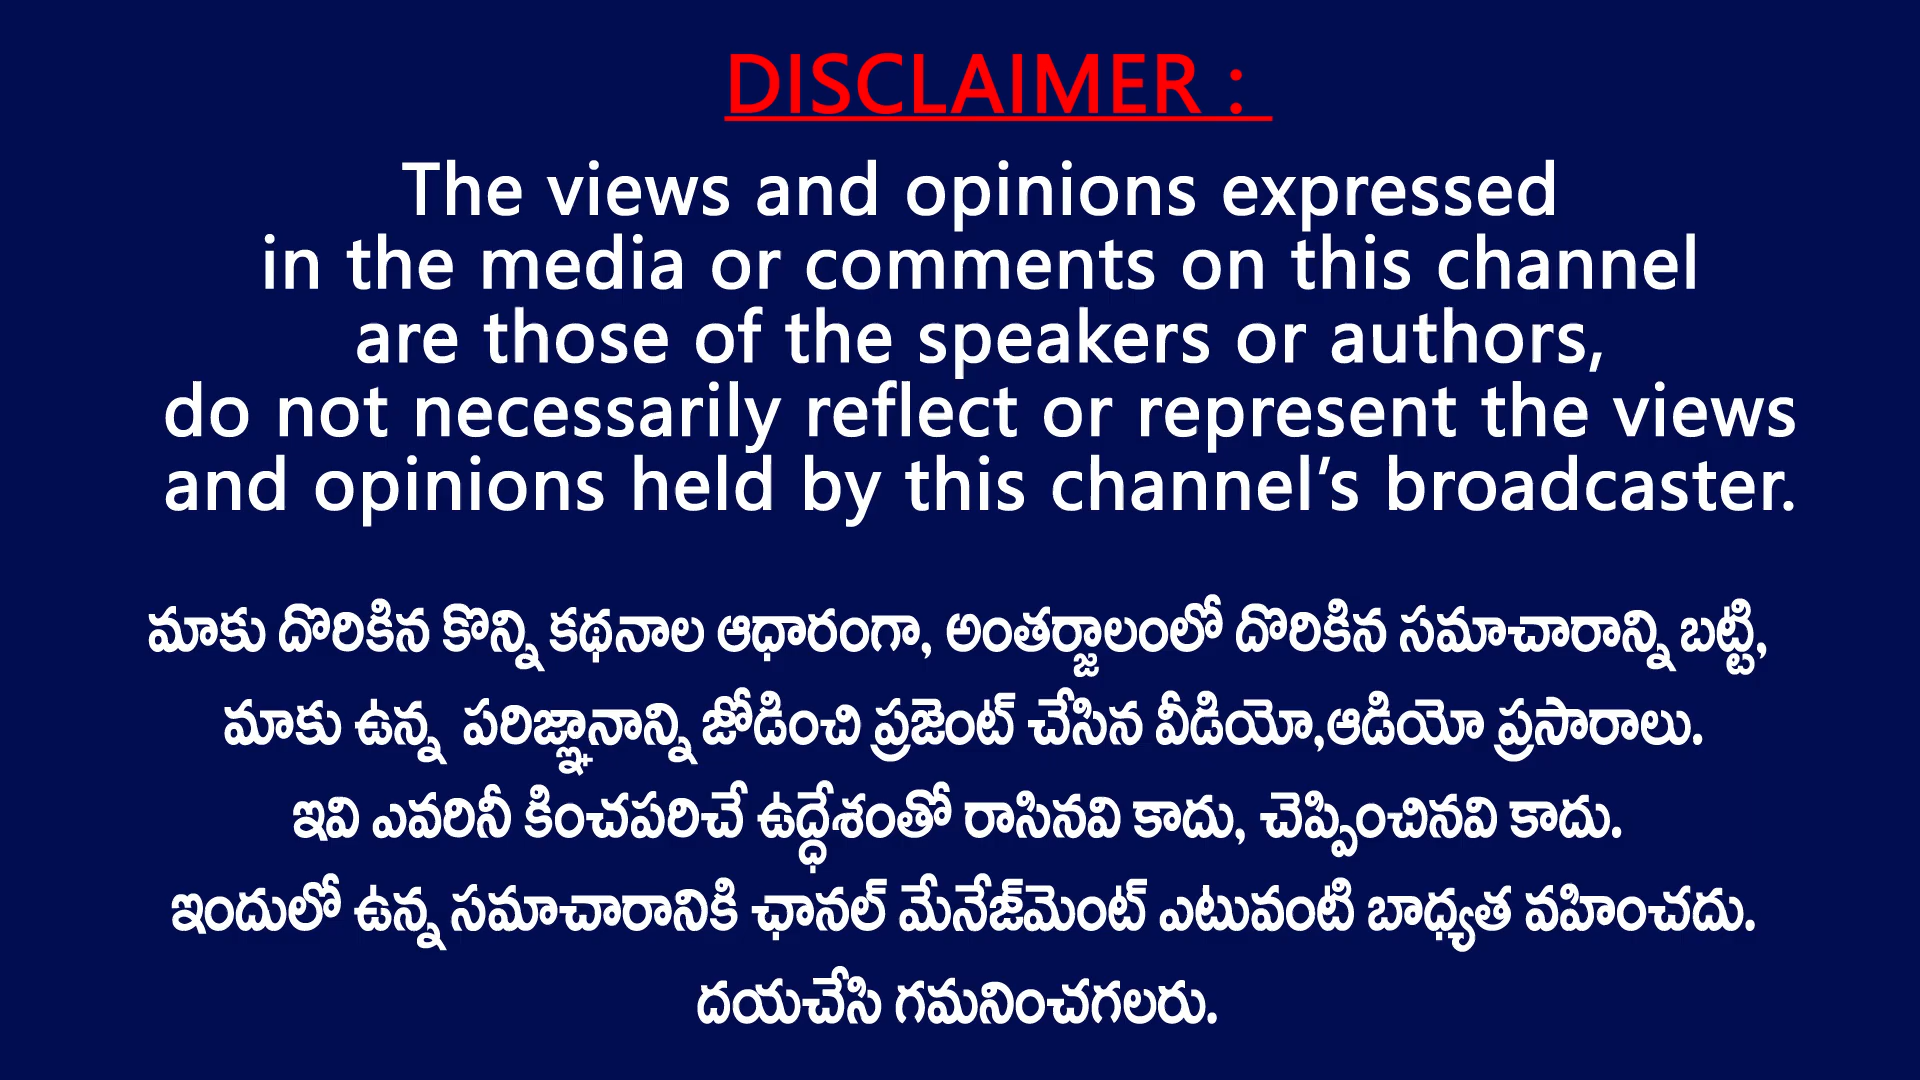 DISCLAIMER :
The views and opinions expressed
in the media or comments on this channel
are those of the speakers or authors,
do not necessarily reflect or represent the views
and opinions held by this channel’s broadcaster.
మాకు దొరికిన కొన్ని కథనాల ఆధారంగా, అంతర్జాలంలో దొరికిన సమాచారాన్ని బట్టి,
మాకు ఉన్న పరిజ్ఞానాన్ని జోడించి ప్రజెంట్ చేసిన వీడియో,ఆడియో ప్రసారాలు.
ఇవి ఎవరినీ కించపరిచే ఉద్ధేశంతో రాసినవి కాదు, చెప్పించినవి కాదు.
ఇందులో ఉన్న సమాచారానికి ఛానల్ మేనేజ్‌మెంట్ ఎటువంటి బాధ్యత వహించదు.
దయచేసి గమనించగలరు.